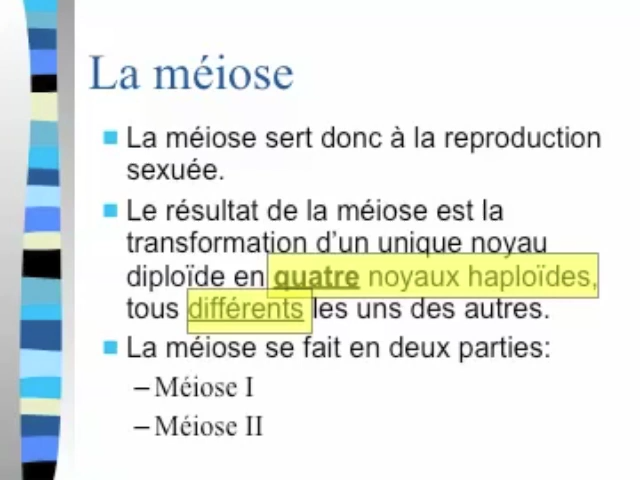 La méiose
La méiose sert donc à la reproduction
sexuée.
Le résultat de la méiose est la
transformation d'un unique noyau
diploïde en quatre noyaux haploïdes,
tous différents les uns des autres.
La méiose se fait en deux parties:
– Méiose I
– Méiose II